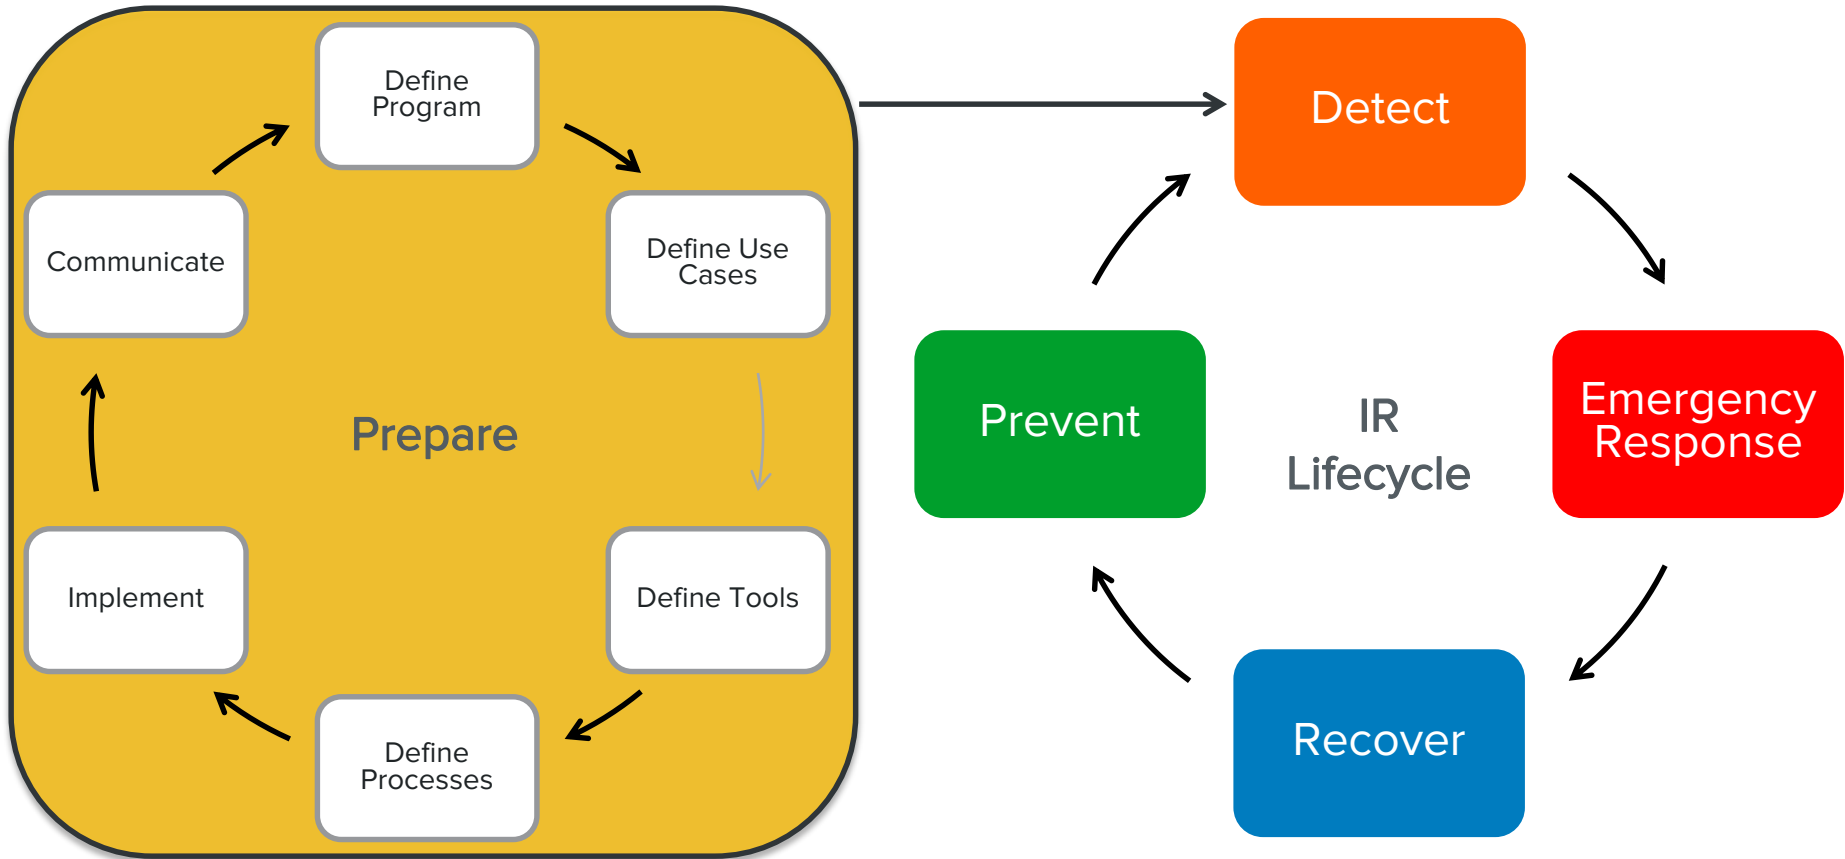 Define
Program
Communicate
Define Use
Cases
Prepare
Implement
Define Tools
Define
Processes
Detect
Prevent
IR
Lifecycle
Emergency
Response
Recover